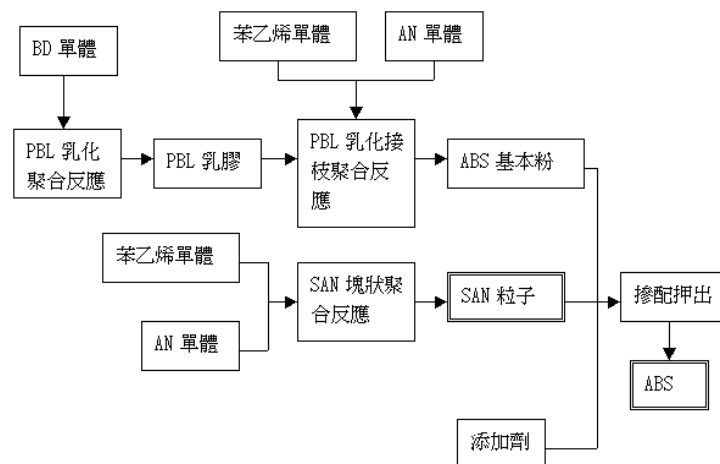 苯乙烯單體
AN 單體
BD 單體
PBL 乳化
聚合反應
PBL 乳膠
PBL 乳化接
枝聚合反
應
ABS 基本粉
苯乙烯單體
AN 單體
SAN 塊狀聚
合反應
SAN 粒子
摻配押出
ABS
添加劑